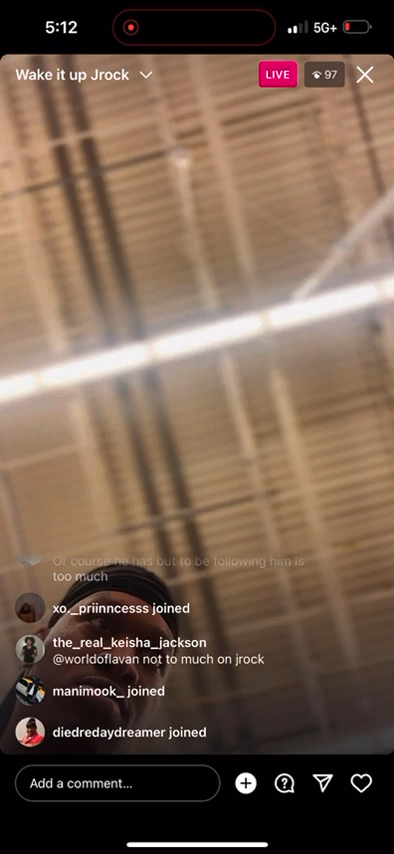 5:12
5G+
Wake it up Jrock
LIVE
97
Of course he has but to be following him is
too much
xo._priinncesss joined
the_real_keisha_jackson
@worldoflavan not to much on jrock
manimook_ joined
diedredaydreamer joined
Add a comment...